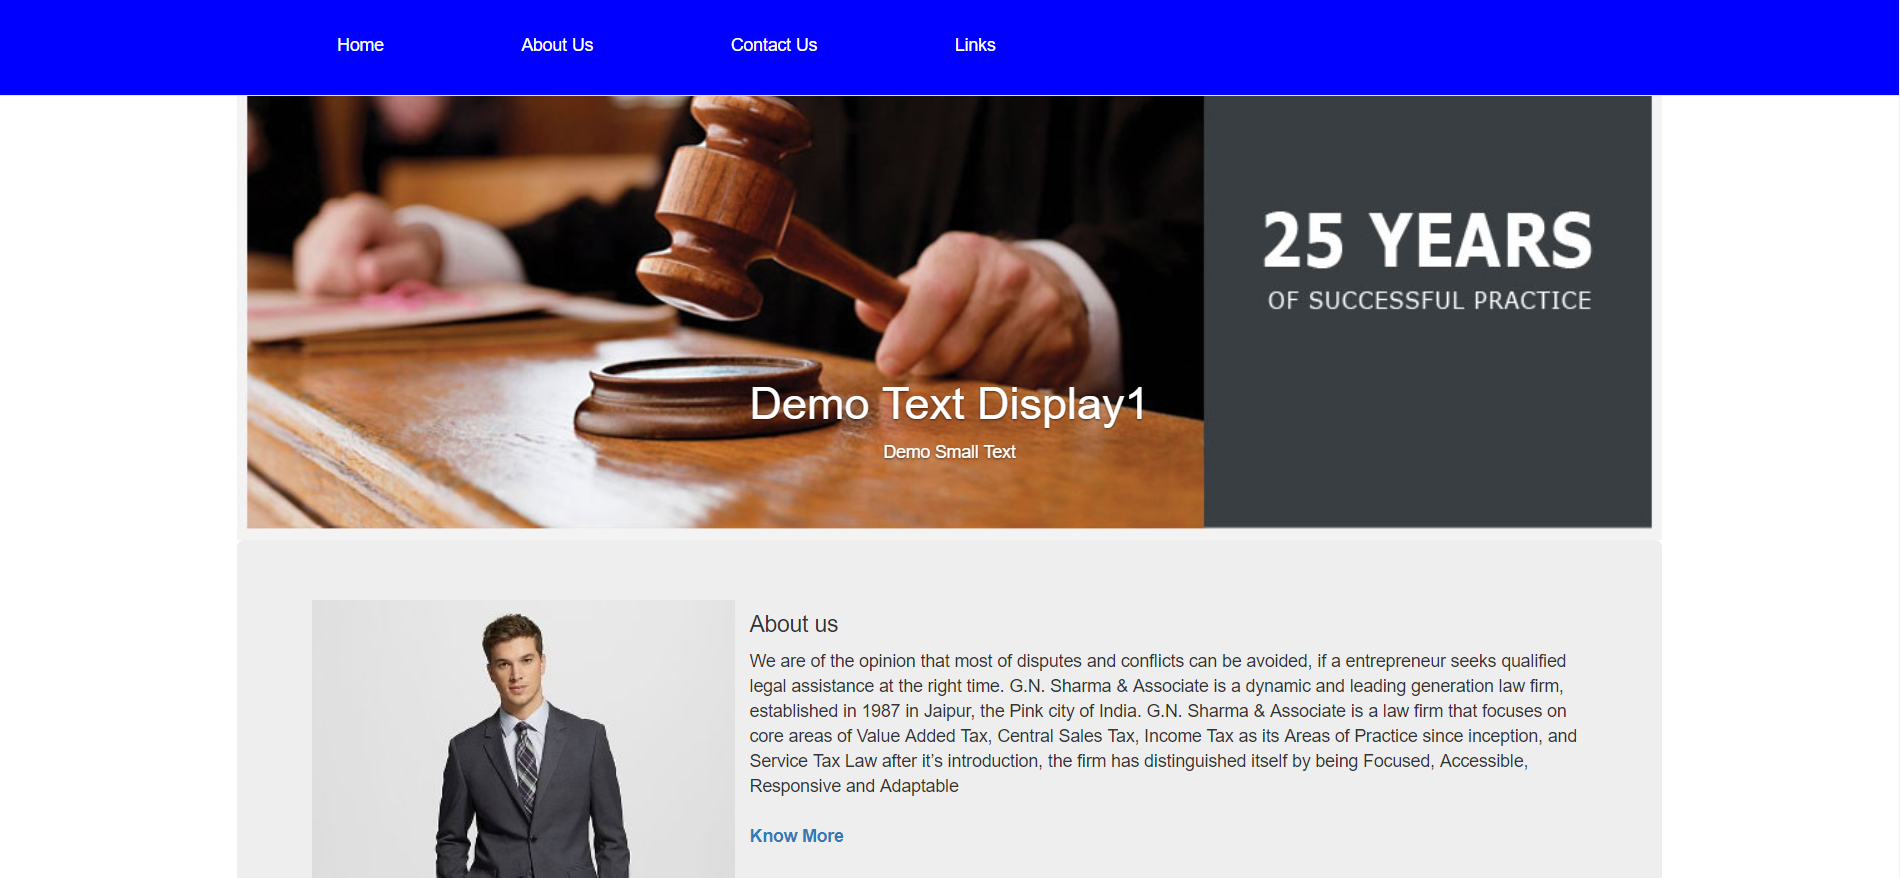 Home About Us Contact Us Links
25 YEARS
OF SUCCESSFUL PRACTICE
Demo Text Display1
Demo Small Text
About us
We are of the opinion that most of disputes and conflicts can be avoided, if a entrepreneur seeks qualified
legal assistance at the right time. G.N. Sharma & Associate is a dynamic and leading generation law firm,
established in 1987 in Jaipur, the Pink city of India. G.N. Sharma & Associate is a law firm that focuses on
core areas of Value Added Tax, Central Sales Tax, Income Tax as its Areas of Practice since inception, and
Service Tax Law after it’s introduction, the firm has distinguished itself by being Focused, Accessible,
Responsive and Adaptable
Know More